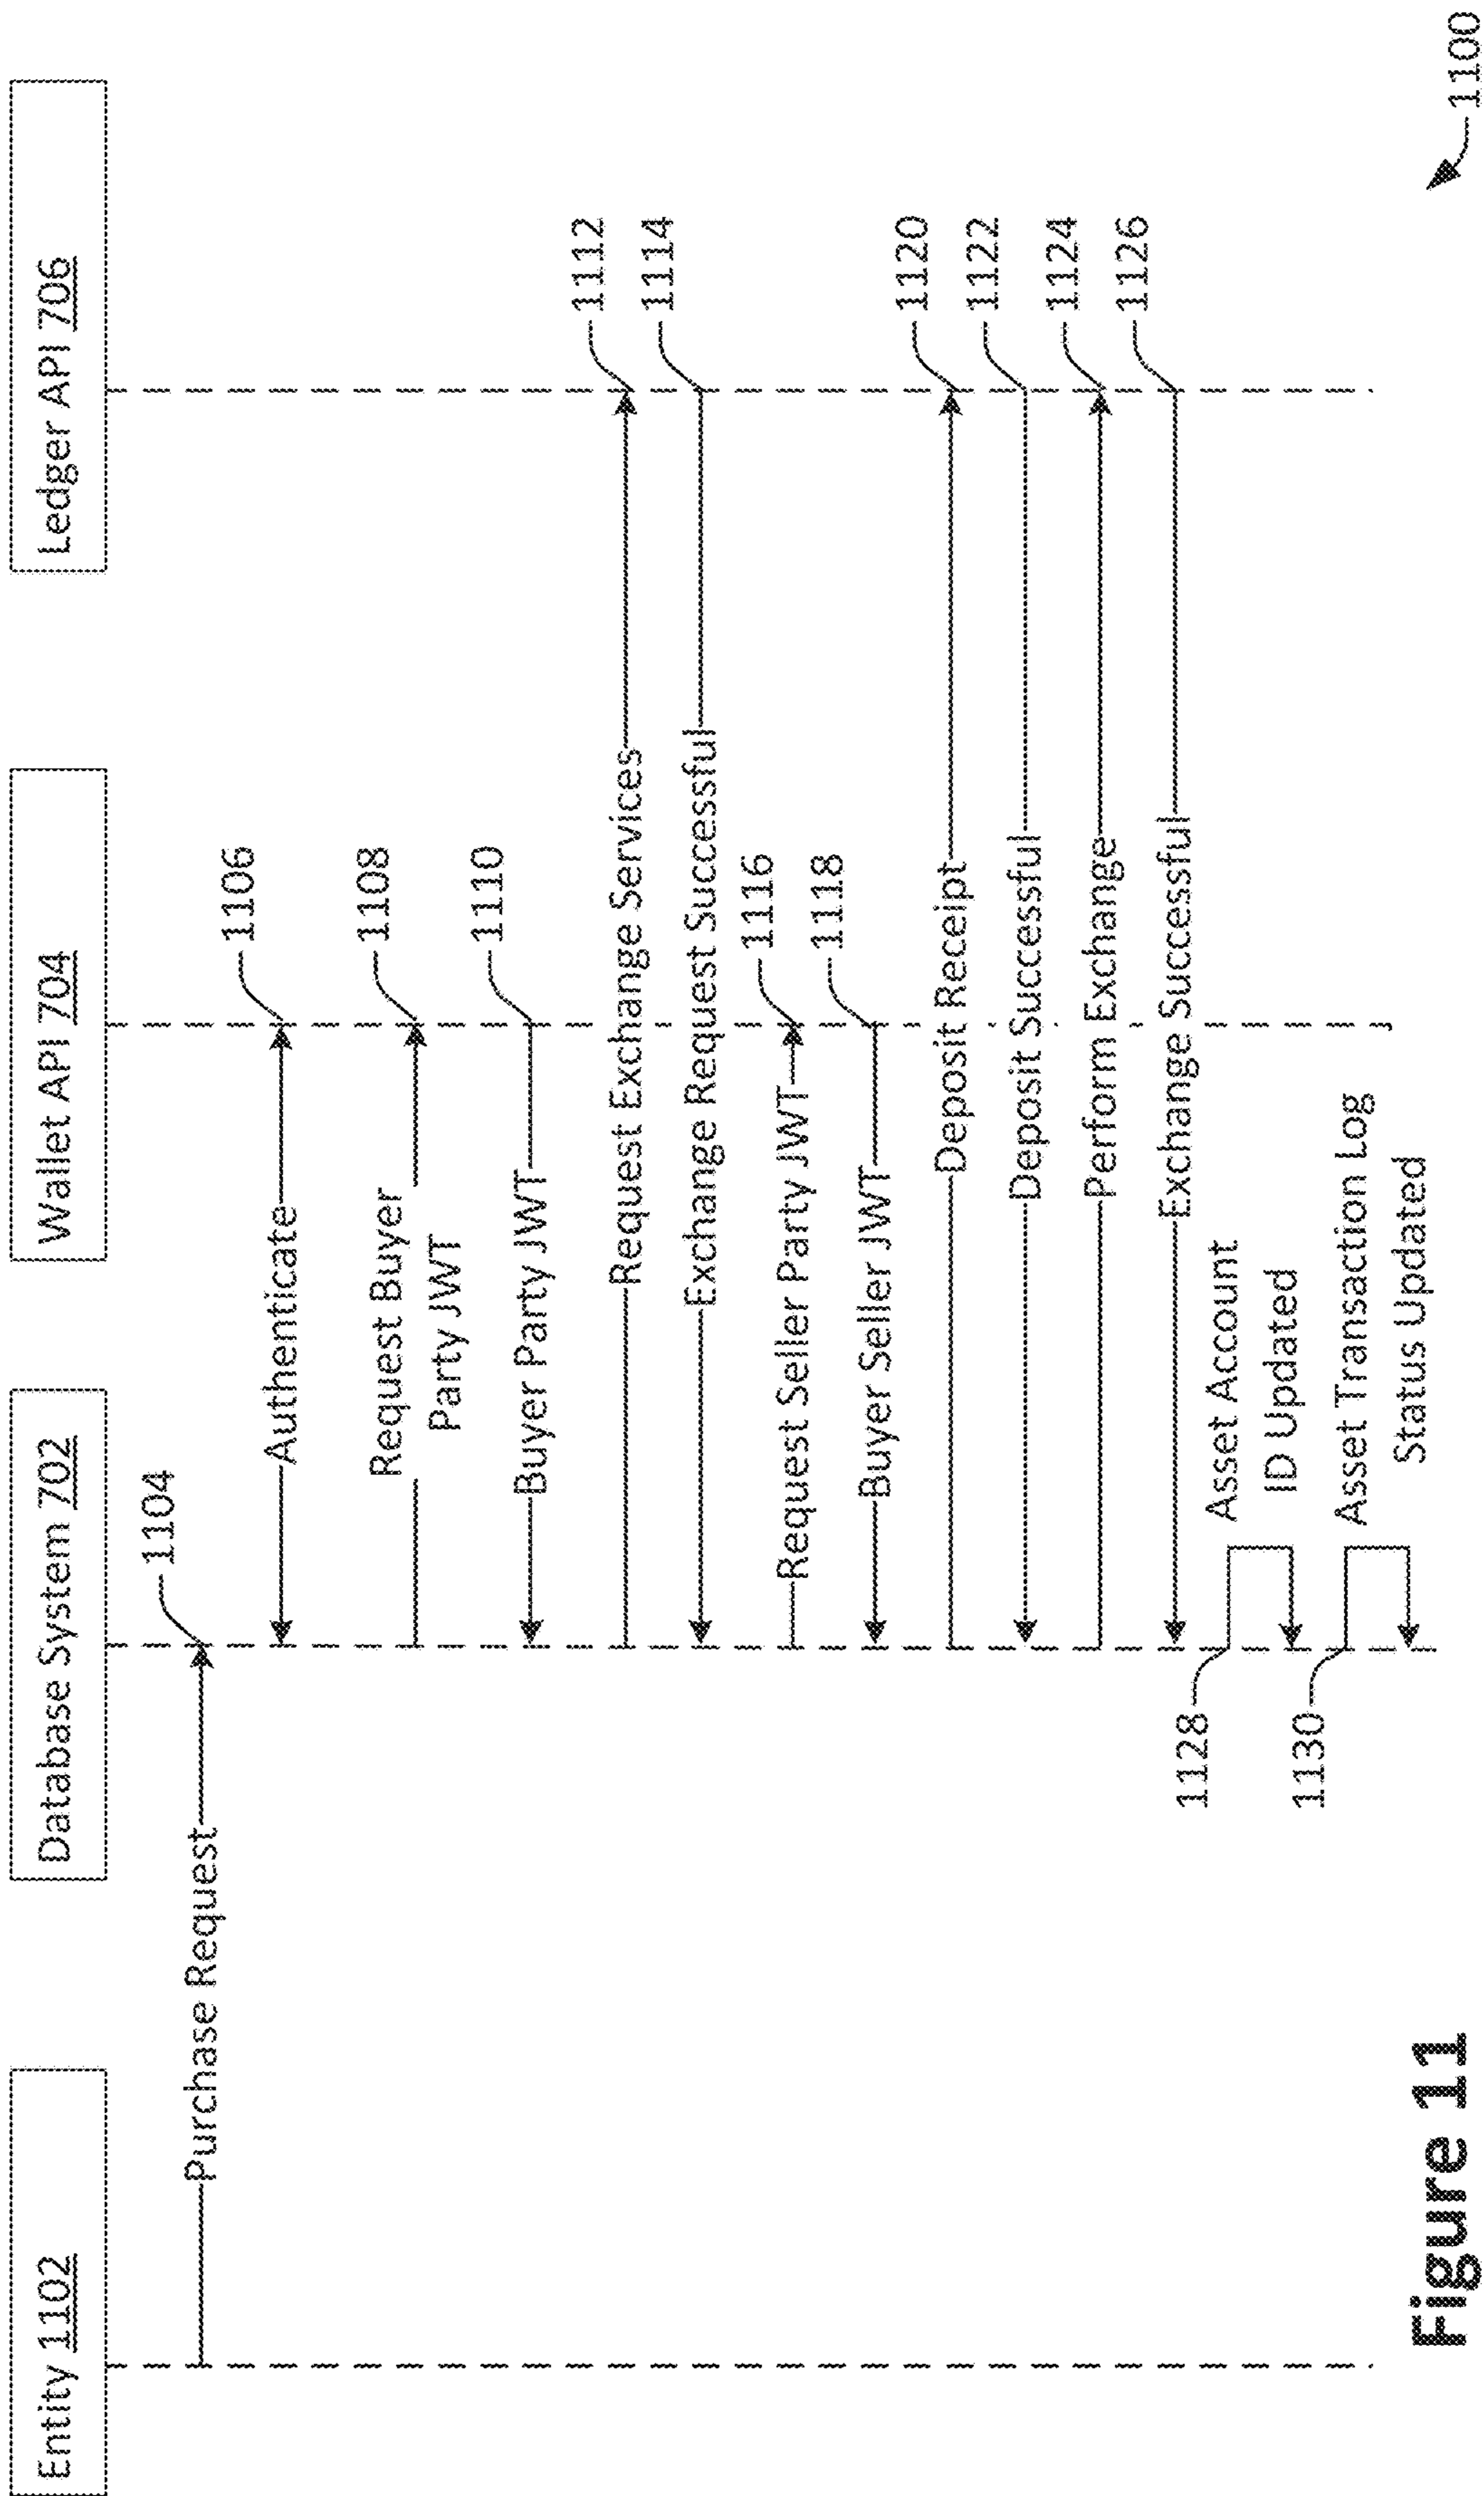 Entity 1102
Database System 702
Wallet API 704
Ledger API 706
Purchase Request
1104
Authenticate
1106
Request Buyer
Party JWT
1108
Buyer Party JWT
1110
Request Exchange Services
1112
Exchange Request Successful
1114
Request Seller Party JWT
1116
Buyer Seller JWT
1118
Deposit Receipt
1120
Deposit Successful
1122
Perform Exchange
1124
Exchange Successful
1126
1128
Asset Account
ID Updated
1130
Asset Transaction Log
Status Updated
Figure 11
1100